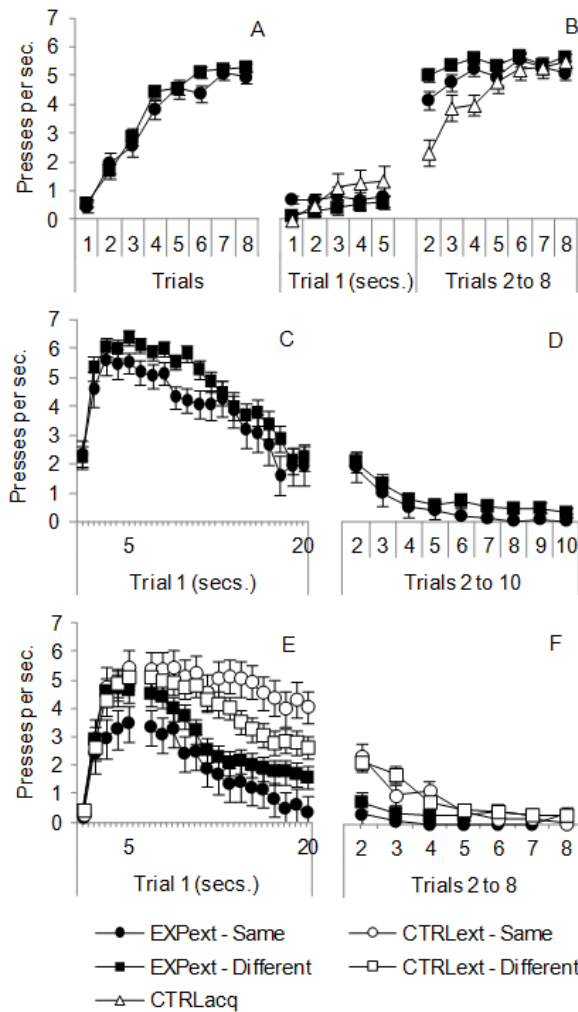 A
B
Presses per sec.
7
6
5
4
3
2
1
0
1 2 3 4 5 6 7 8
1 2 3 4 5
2 3 4 5 6 7 8
Trials
Trial 1 (secs.)
Trials 2 to 8
C
D
Presses per sec.
7
6
5
4
3
2
1
0
5 20
2 3 4 5 6 7 8 9 10
Trial 1 (secs.)
Trials 2 to 10
E
F
Presses per sec.
7
6
5
4
3
2
1
0
5 20
2 3 4 5 6 7 8
Trial 1 (secs.)
Trials 2 to 8
EXPext - Same
CTRLext - Same
EXPext - Different
CTRLext - Different
CTRLacq